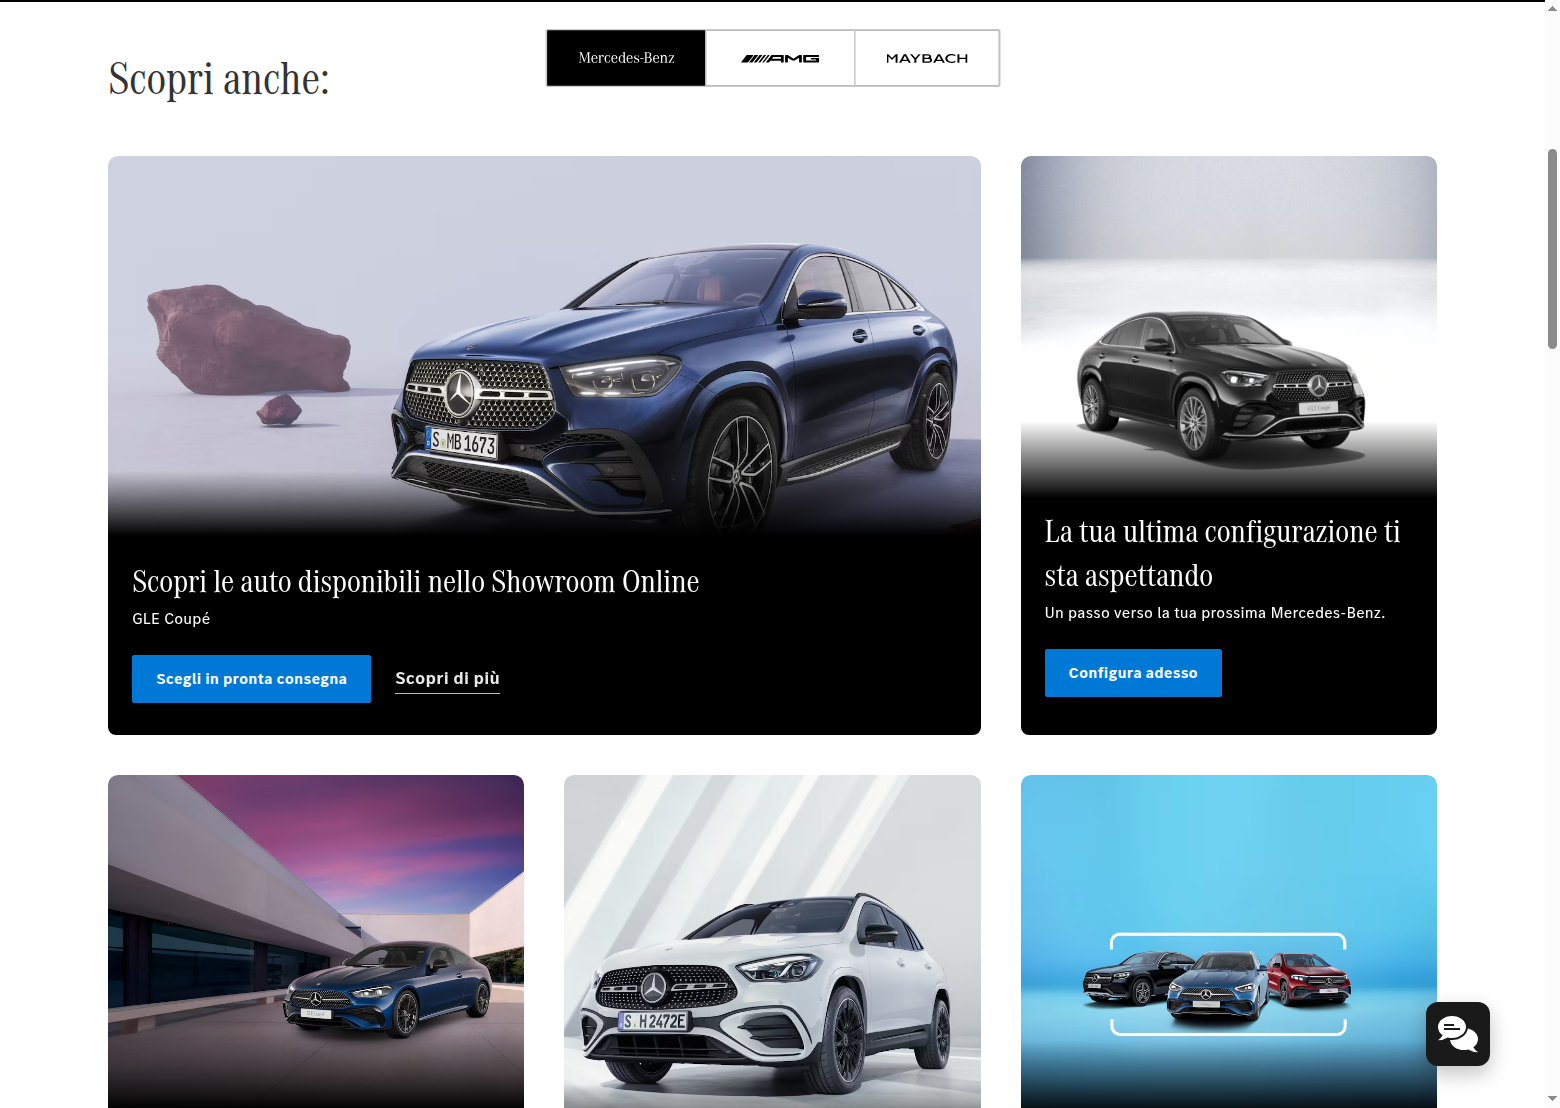 Scopri anche:
Mercedes-Benz
AMG
MAYBACH
S MB 1673
GLE Coupé
Scopri le auto disponibili nello Showroom Online
GLE Coupé
Scegli in pronta consegna
Scopri di più
La tua ultima configurazione ti
sta aspettando
Un passo verso la tua prossima Mercedes-Benz.
Configura adesso
S H 2472E